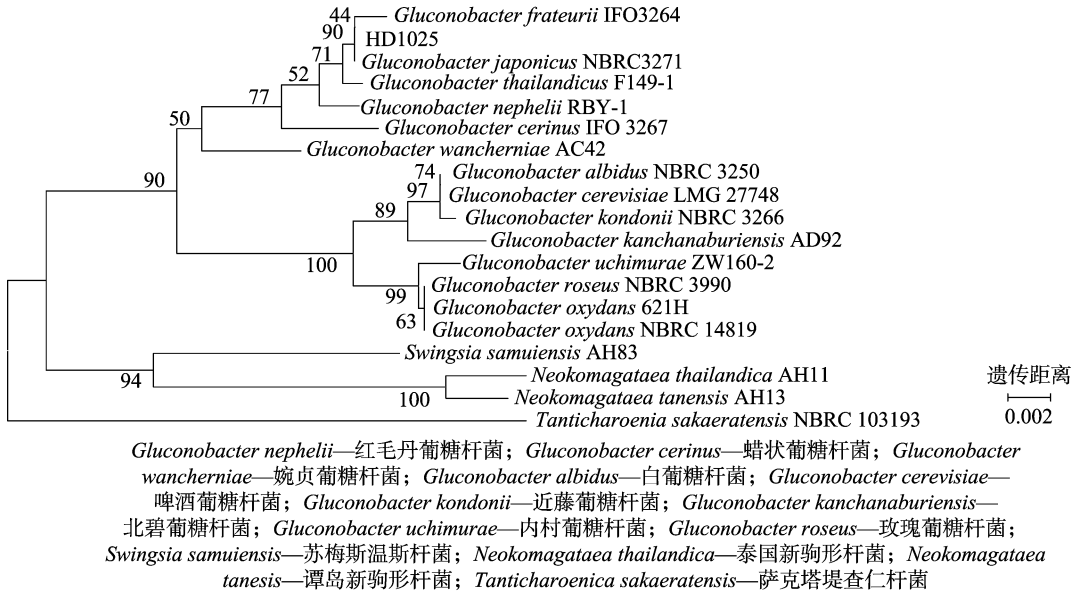 44 Gluconobacter frateurii IFO3264
90 HD1025
Gluconobacter japonicus NBRC3271
71 Gluconobacter thailandicus F149-1
52
Gluconobacter nephelii RBY-1
77
Gluconobacter cerinus IFO 3267
50
Gluconobacter wancherniae AC42
74 Gluconobacter albidus NBRC 3250
90
97 Gluconobacter cerevisiae LMG 27748
89 Gluconobacter kondonii NBRC 3266
Gluconobacter kanchanaburiensis AD92
100 Gluconobacter uchimurae ZW160-2
Gluconobacter roseus NBRC 3990
99 Gluconobacter oxydans 621H
63 Gluconobacter oxydans NBRC 14819
Swingsia samuiensis AH83
94 Neokomagataea thailandica AH11
遗传距离
100 Neokomagataea tanensis AH13
0.002
Tanticharoenia sakaeratensis NBRC 103193
Gluconobacter nephelii—红毛丹葡糖杆菌；Gluconobacter cerinus—蜡状葡糖杆菌；Gluconobacter
wancherniae—婉贞葡糖杆菌；Gluconobacter albidus—白葡糖杆菌；Gluconobacter cerevisiae—
啤酒葡糖杆菌；Gluconobacter kondonii—近藤葡糖杆菌；Gluconobacter kanchanaburiensis—
北碧葡糖杆菌；Gluconobacter uchimurae—内村葡糖杆菌；Gluconobacter roseus—玫瑰葡糖杆菌；
Swingsia samuiensis—苏梅斯温斯杆菌；Neokomagataea thailandica—泰国新驹形杆菌；Neokomagataea
tanesis—谭岛新驹形杆菌；Tanticharoenica sakaeratensis—萨克塔堤查仁杆菌